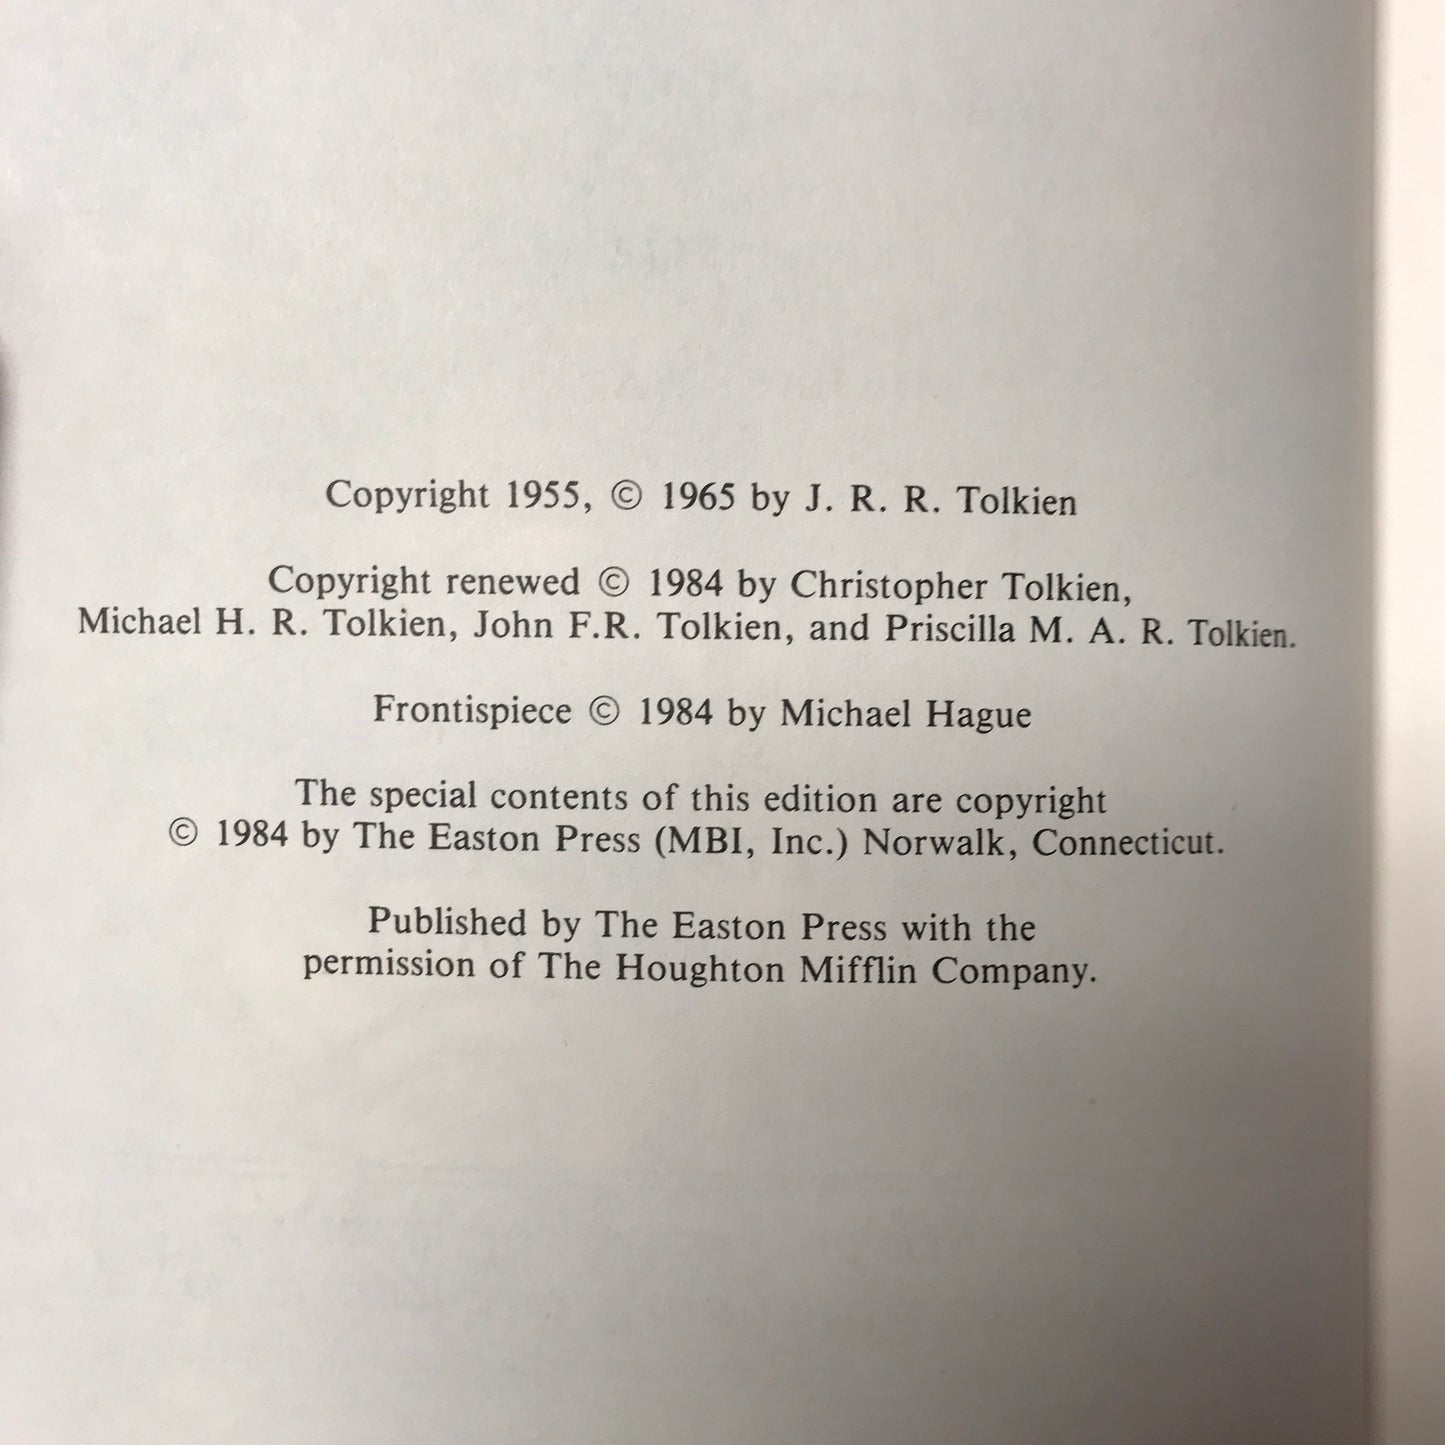 Copyright 1955, © 1965 by J. R. R. Tolkien
Copyright renewed © 1984 by Christopher Tolkien,
Michael H. R. Tolkien, John F.R. Tolkien, and Priscilla M. A. R. Tolkien.
Frontispiece © 1984 by Michael Hague
The special contents of this edition are copyright
© 1984 by The Easton Press (MBI, Inc.) Norwalk, Connecticut.
Published by The Easton Press with the
permission of The Houghton Mifflin Company.